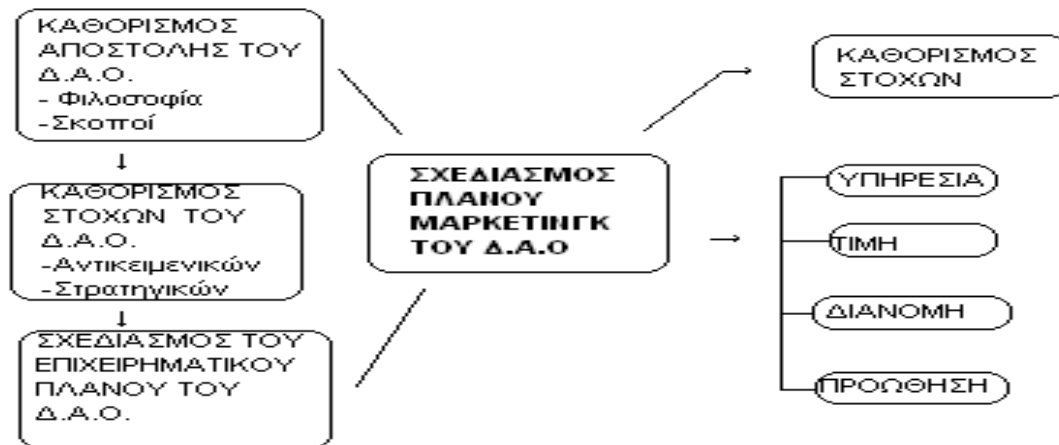 ΚΑΘΟΡΙΣΜΟΣ
ΑΠΟΣΤΟΛΗΣ ΤΟΥ
Δ.Α.Ο.
- Φιλοσοφία
-Σκοποί
ΚΑΘΟΡΙΣΜΟΣ
ΣΤΟΧΩΝ ΤΟΥ
Δ.Α.Ο.
-Αντικειμενικών
-Στρατηγικών
ΣΧΕΔΙΑΣΜΟΣ ΤΟΥ
ΕΠΙΧΕΙΡΗΜΑΤΙΚΟΥ
ΠΛΑΝΟΥ ΤΟΥ
Δ.Α.Ο.
ΣΧΕΔΙΑΣΜΟΣ
ΠΛΑΝΟΥ
ΜΑΡΚΕΤΙΝΓΚ
ΤΟΥ Δ.Α.Ο
ΚΑΘΟΡΙΣΜΟΣ
ΣΤΟΧΩΝ
ΥΠΗΡΕΣΙΑ
ΤΙΜΗ
ΔΙΑΝΟΜΗ
ΠΡΟΩΘΗΣΗ